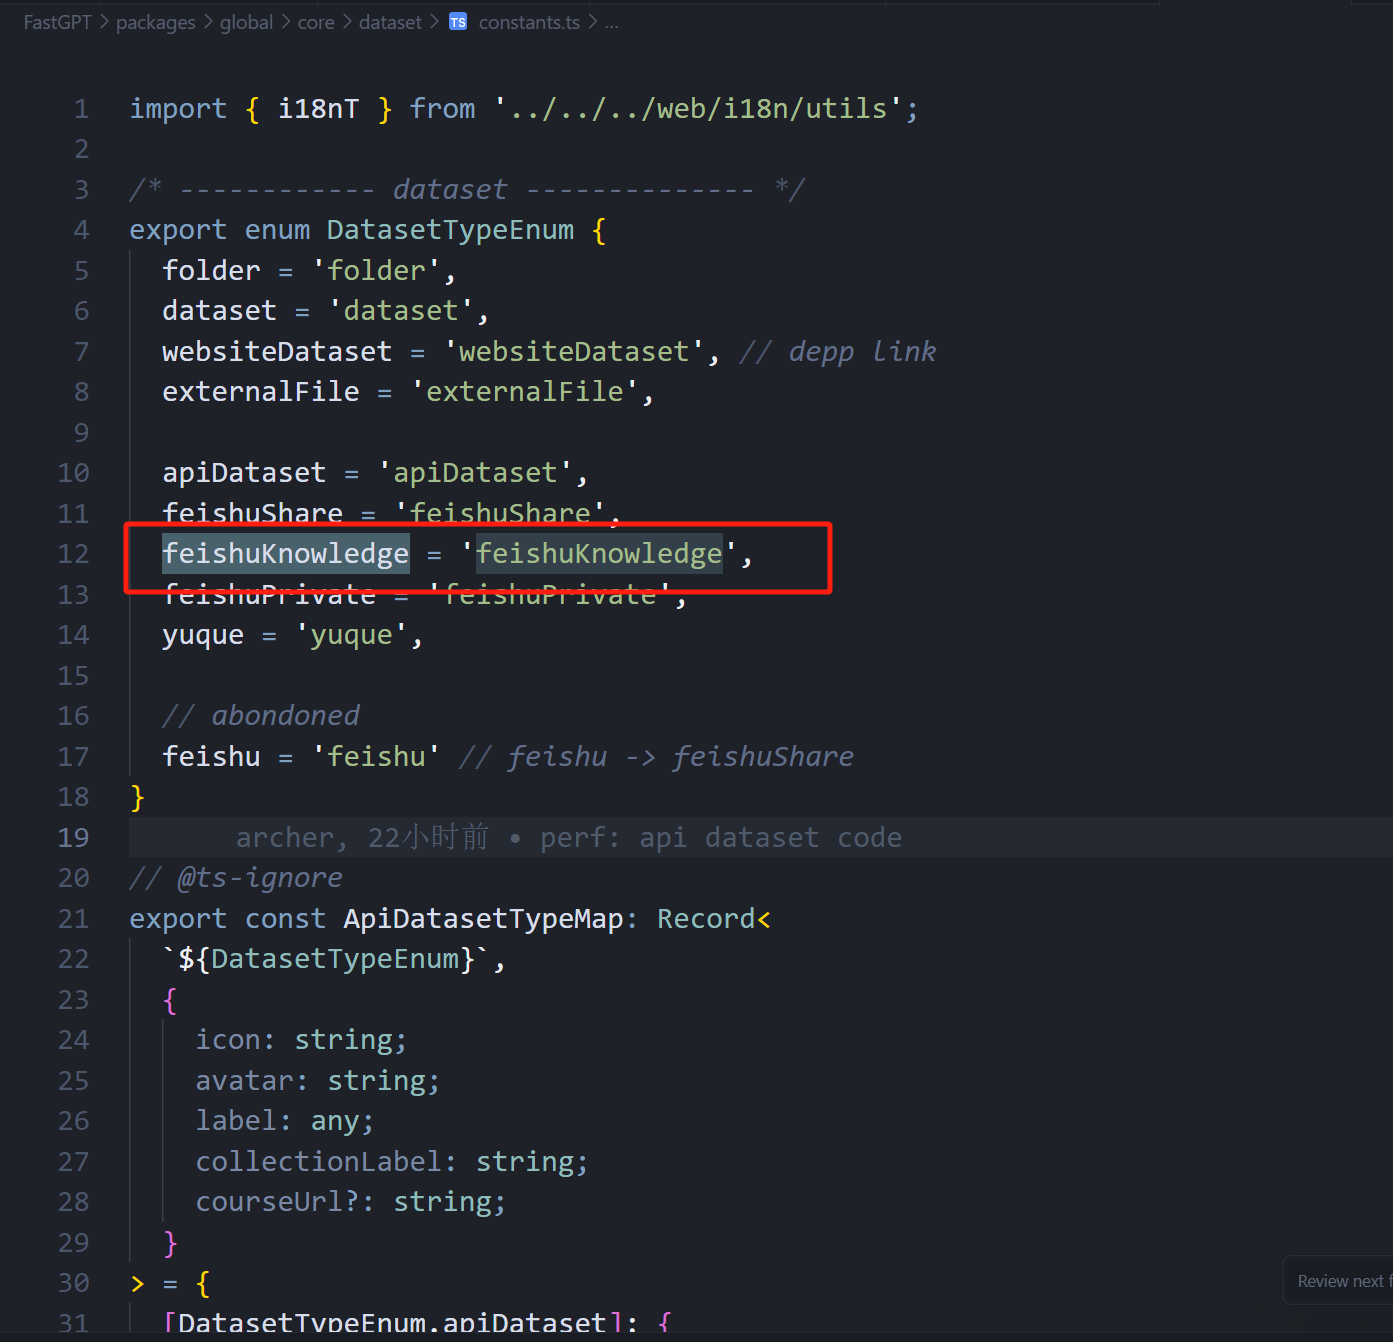 FastGPT > packages > global > core > dataset > TS constants.ts > ...
1 import { i18nT } from '../../../web/i18n/utils';
2
3 /* ------------ dataset -------------- */
4 export enum DatasetTypeEnum {
5 folder = 'folder',
6 dataset = 'dataset',
7 websiteDataset = 'websiteDataset', // depp link
8 externalFile = 'externalFile',
9
10 apiDataset = 'apiDataset',
11 feishuShare = 'feishuShare',
12 feishuKnowledge = 'feishuKnowledge',
13 feishuPrivate = 'feishuPrivate',
14 yuque = 'yuque',
15
16 // abondoned
17 feishu = 'feishu' // feishu -> feishuShare
18 }
19 archer, 22小时前 • perf: api dataset code
20 // @ts-ignore
21 export const ApiDatasetTypeMap: Record<
22 `${DatasetTypeEnum}`,
23 {
24 icon: string;
25 avatar: string;
26 label: any;
27 collectionLabel: string;
28 courseUrl?: string;
29 }
30 > = {
Review next f
31 [DatasetTypeEnum.apiDataset]: {